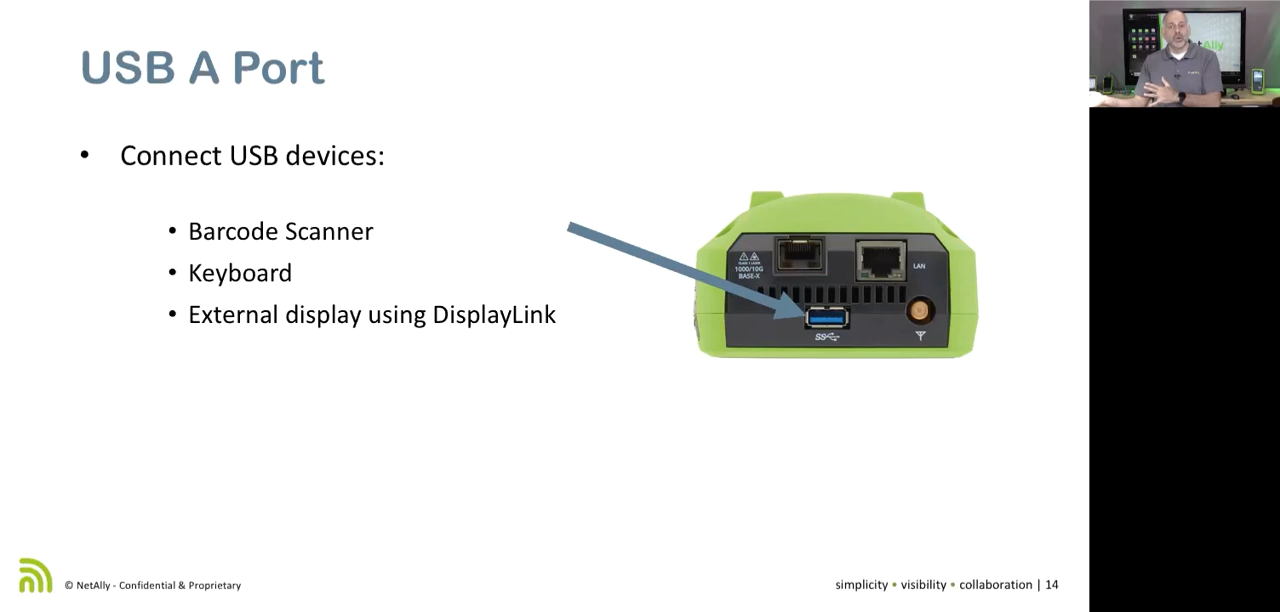 USB A Port
• Connect USB devices:
• Barcode Scanner
• Keyboard
• External display using DisplayLink
1000/10G
BASE-X
LAN
SS
NetAlly
© NetAlly - Confidential & Proprietary
simplicity • visibility • collaboration | 14